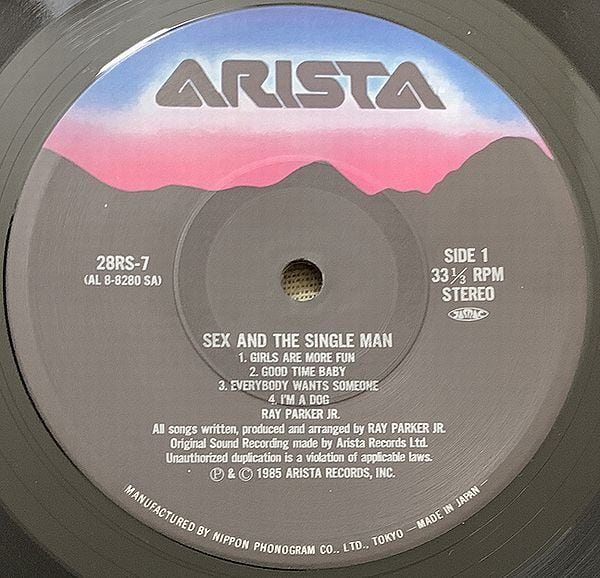 ARISTA
28RS-7
(AL 8-8280 SA)
SIDE 1
33 1/3 RPM
STEREO
JASRAC
SEX AND THE SINGLE MAN
1. GIRLS ARE MORE FUN
2. GOOD TIME BABY
3. EVERYBODY WANTS SOMEONE
4. I'M A DOG
RAY PARKER JR.
All songs written, produced and arranged by RAY PARKER JR.
Original Sound Recording made by Arista Records Ltd.
Unauthorized duplication is a violation of applicable laws.
Ⓟ & © 1985 ARISTA RECORDS, INC.
MANUFACTURED BY NIPPON PHONOGRAM CO., LTD., TOKYO —MADE IN JAPAN—